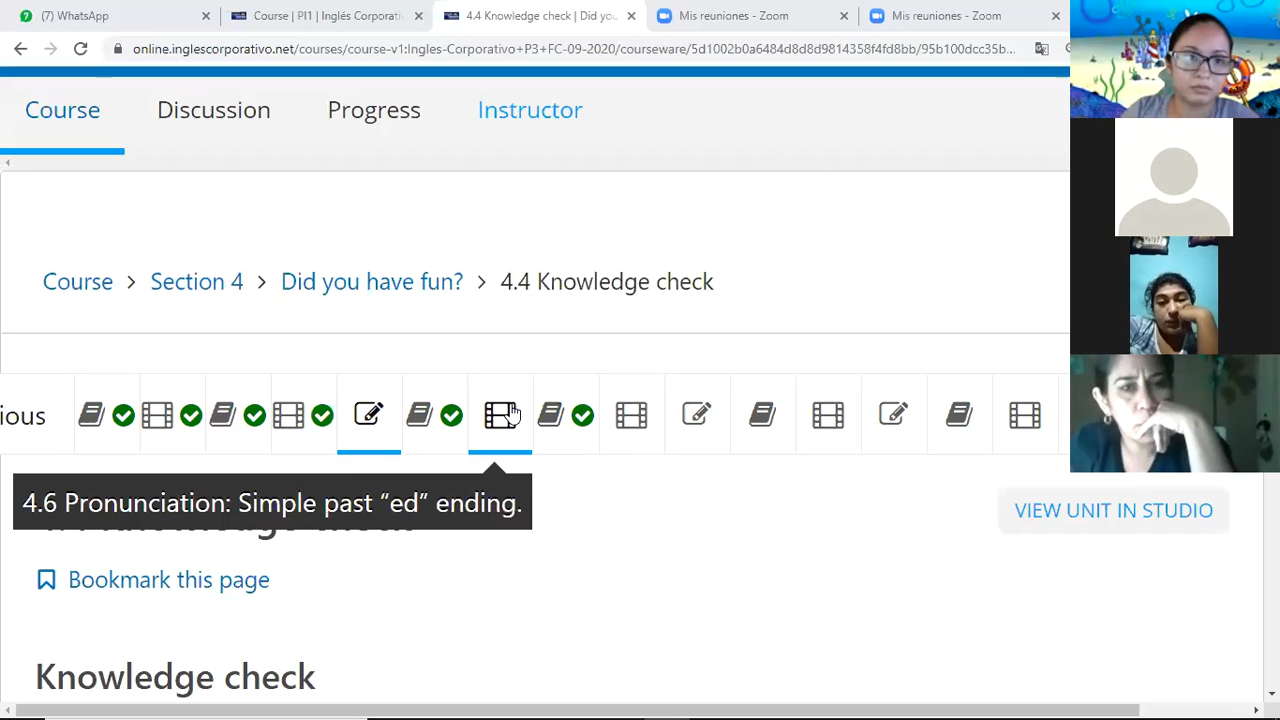 (7) WhatsApp
Course | PI1 | Inglés Corporativ
4.4 Knowledge check | Did you
Mis reuniones - Zoom
Mis reuniones - Zoom
online.inglescorporativo.net/courses/course-v1:Ingles-Corporativo+P3+FC-09-2020/courseware/5d1002bcb6484d8d8d9814358f4fd8bb/95b100dcc35b...
Course
Discussion
Progress
Instructor
Course > Section 4 > Did you have fun? > 4.4 Knowledge check
ious
4.6 Pronunciation: Simple past “ed” ending.
VIEW UNIT IN STUDIO
Bookmark this page
Knowledge check